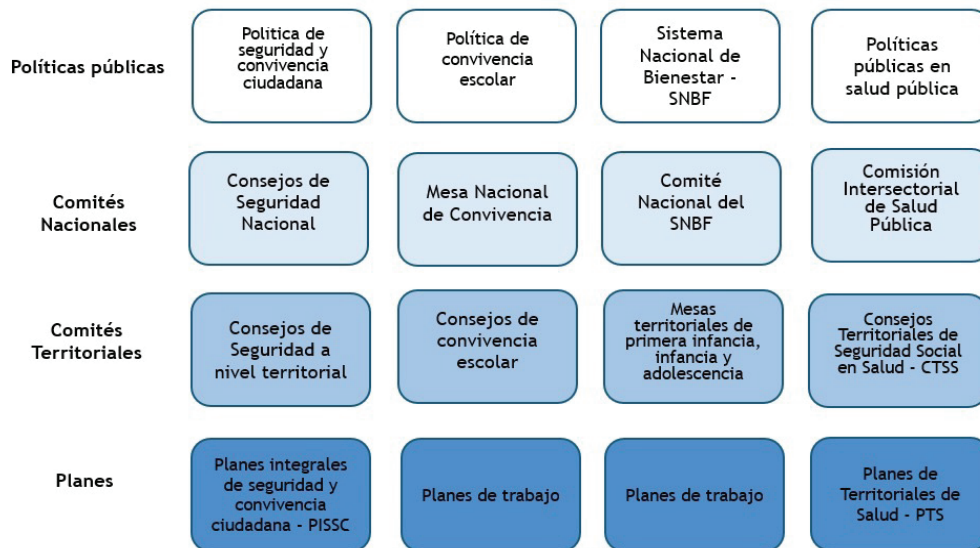 Políticas públicas
Política de
seguridad y
convivencia
ciudadana
Política de
convivencia
escolar
Sistema
Nacional de
Bienestar -
SNBF
Políticas
públicas en
salud pública
Comités
Nacionales
Consejos de
Seguridad
Nacional
Mesa Nacional
de Convivencia
Comité
Nacional del
SNBF
Comisión
Intersectorial
de Salud
Pública
Comités
Territoriales
Consejos de
Seguridad a
nivel territorial
Consejos de
convivencia
escolar
Mesas
territoriales de
primera infancia,
infancia y
adolescencia
Consejos
Territoriales de
Seguridad Social
en Salud - CTSS
Planes
Planes integrales
de seguridad y
convivencia
ciudadana - PISSC
Planes de trabajo
Planes de trabajo
Planes de
Territoriales de
Salud - PTS